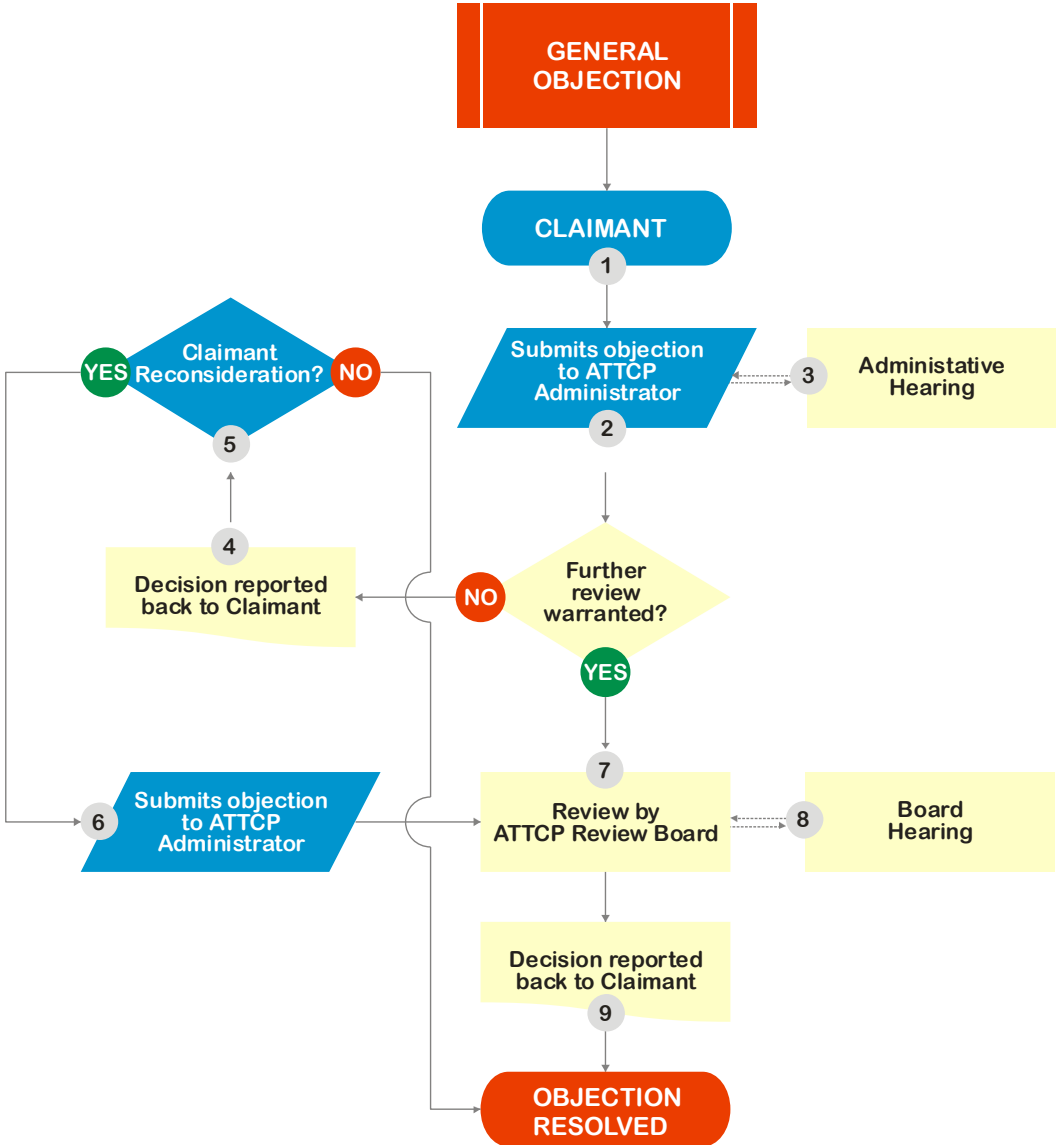 GENERAL
OBJECTION
CLAIMANT
1
Submits objection
to ATTCP
Administrator
2
3
Administative
Hearing
Claimant
Reconsideration?
YES
NO
5
4
Decision reported
back to Claimant
NO
Further
review
warranted?
YES
6
Submits objection
to ATTCP
Administrator
7
Review by
ATTCP Review Board
8
Board
Hearing
Decision reported
back to Claimant
9
OBJECTION
RESOLVED